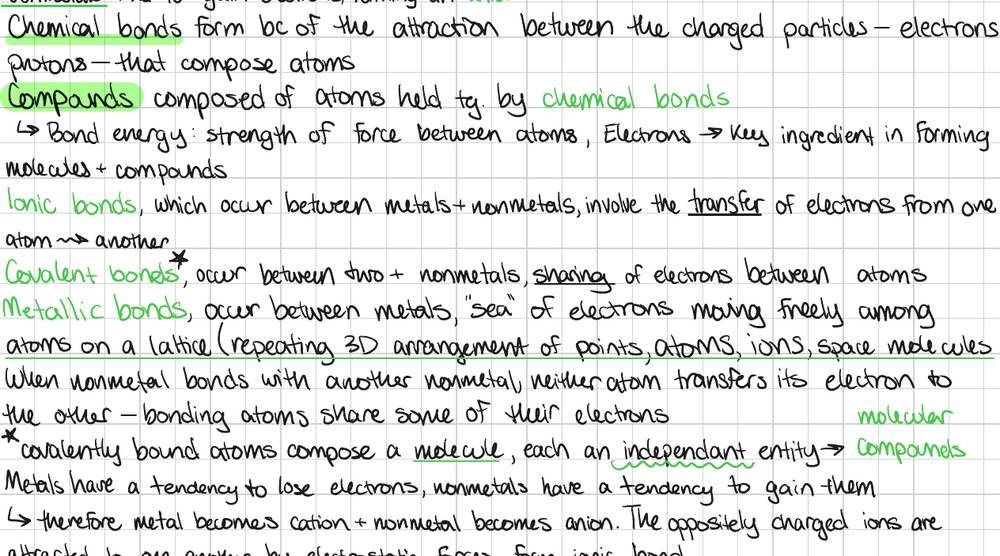 Chemical bonds form bc of the attraction between the charged particles – electrons
protons – that compose atoms
Compounds composed of atoms held tg. by chemical bonds
↳ Bond energy: strength of force between atoms, Electrons → key ingredient in forming
molecules + compounds
Ionic bonds, which occur between metals + nonmetals, involve the transfer of electrons from one
atom ⇝ another
Covalent bonds★, occur between two + nonmetals, sharing of electrons between atoms
Metallic bonds, occur between metals, "sea" of electrons moving freely among
atoms on a lattice (repeating 3D arrangement of points, atoms, ions, space molecules
When nonmetal bonds with another nonmetal, neither atom transfers its electron to
the other – bonding atoms share some of their electrons
★covalently bound atoms compose a molecule, each an independant entity → molecular compounds
Metals have a tendency to lose electrons, nonmetals have a tendency to gain them
↳ therefore metal becomes cation + nonmetal becomes anion. The oppositely charged ions are